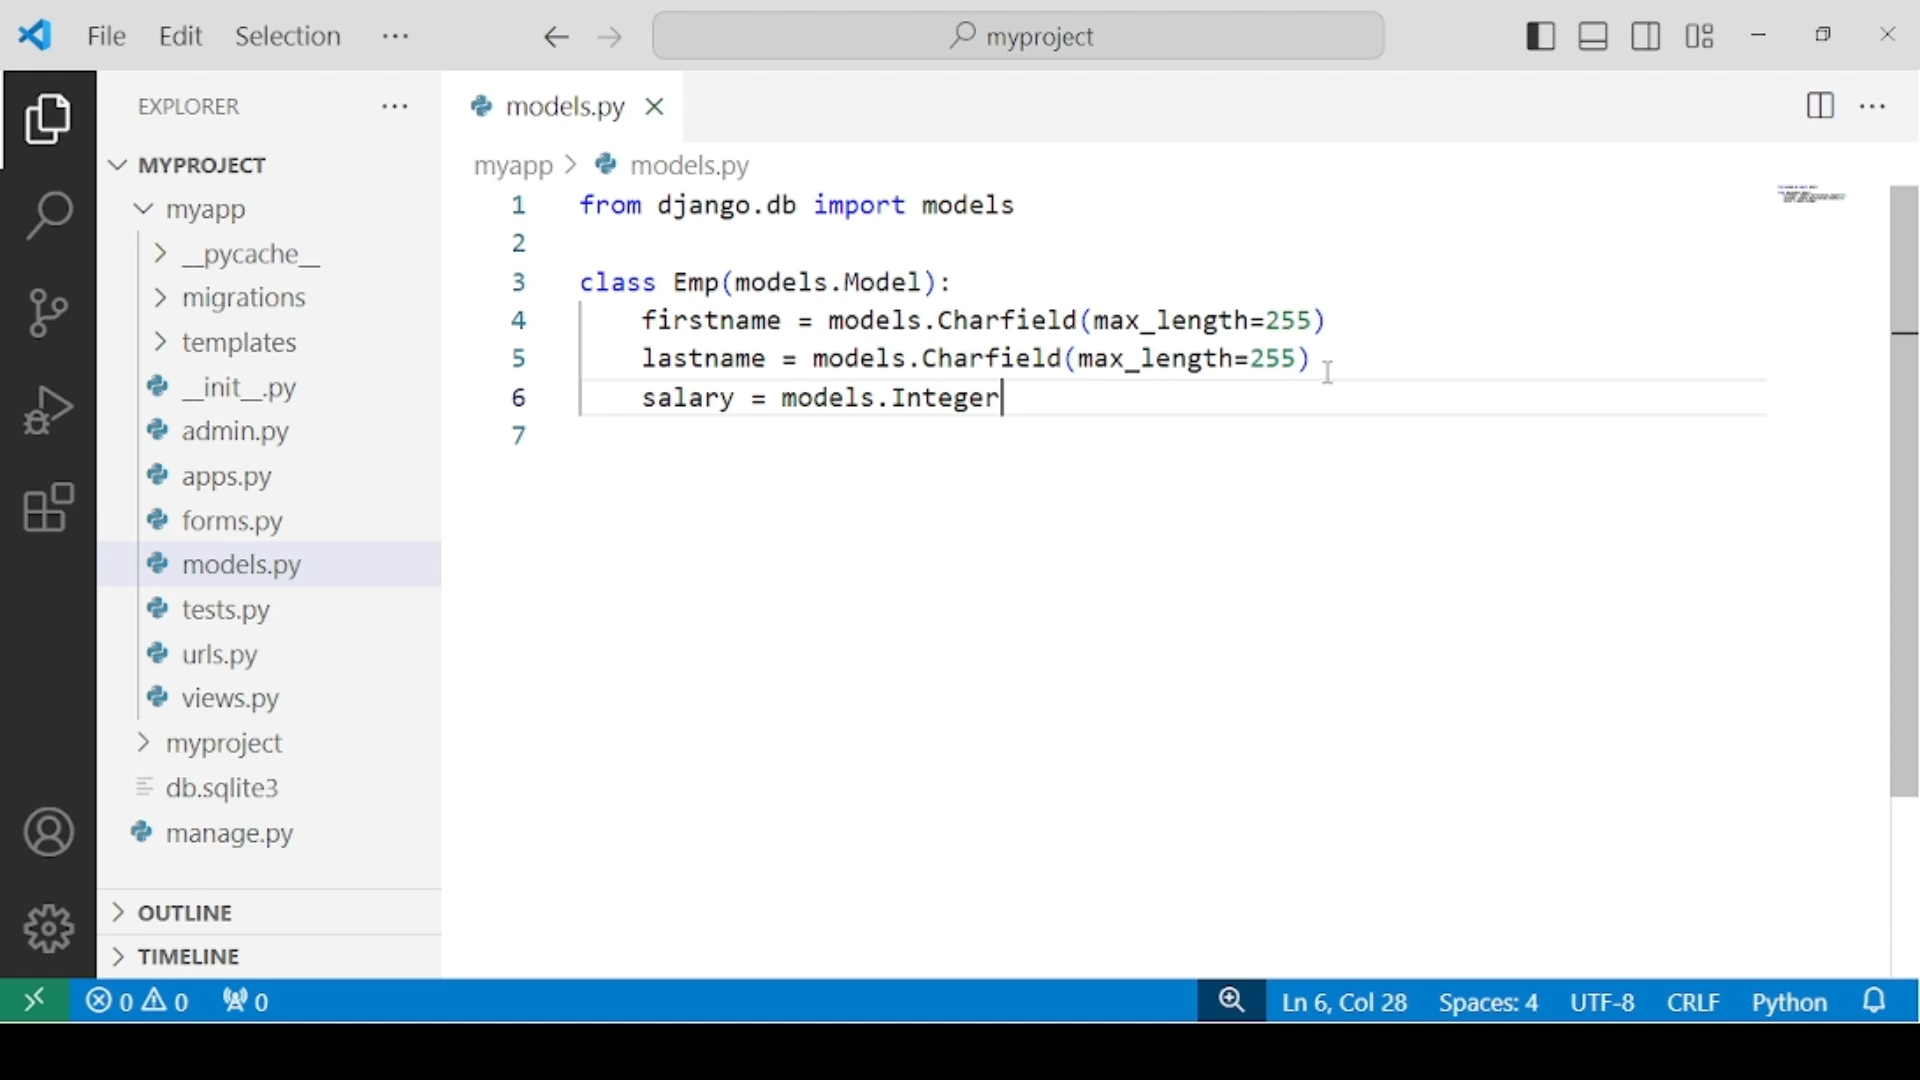 File Edit Selection ··· myproject
EXPLORER ···
MYPROJECT
myapp
__pycache__
migrations
templates
__init__.py
admin.py
apps.py
forms.py
models.py
tests.py
urls.py
views.py
myproject
db.sqlite3
manage.py
OUTLINE
TIMELINE
models.py
myapp > models.py
1 from django.db import models
2
3 class Emp(models.Model):
4 firstname = models.Charfield(max_length=255)
5 lastname = models.Charfield(max_length=255)
6 salary = models.Integer
7
0 0 0 Ln 6, Col 28 Spaces: 4 UTF-8 CRLF Python